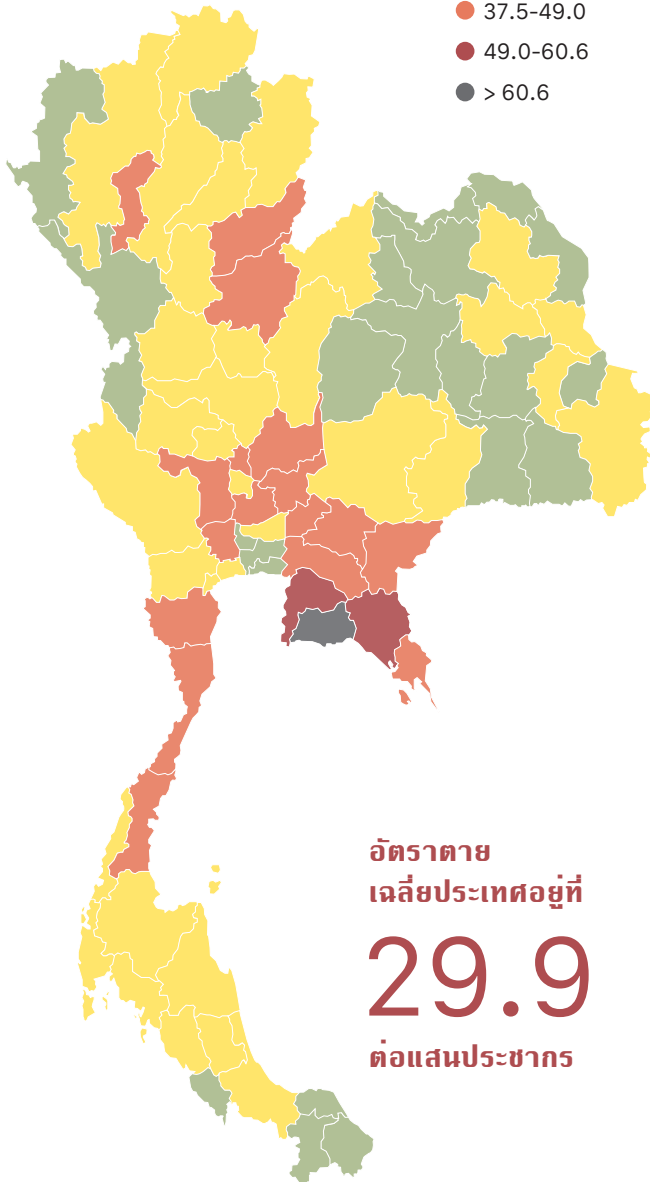 37.5-49.0
49.0-60.6
> 60.6
อัตราตาย
เฉลี่ยประเทศอยู่ที่
29.9
ต่อแสนประชากร